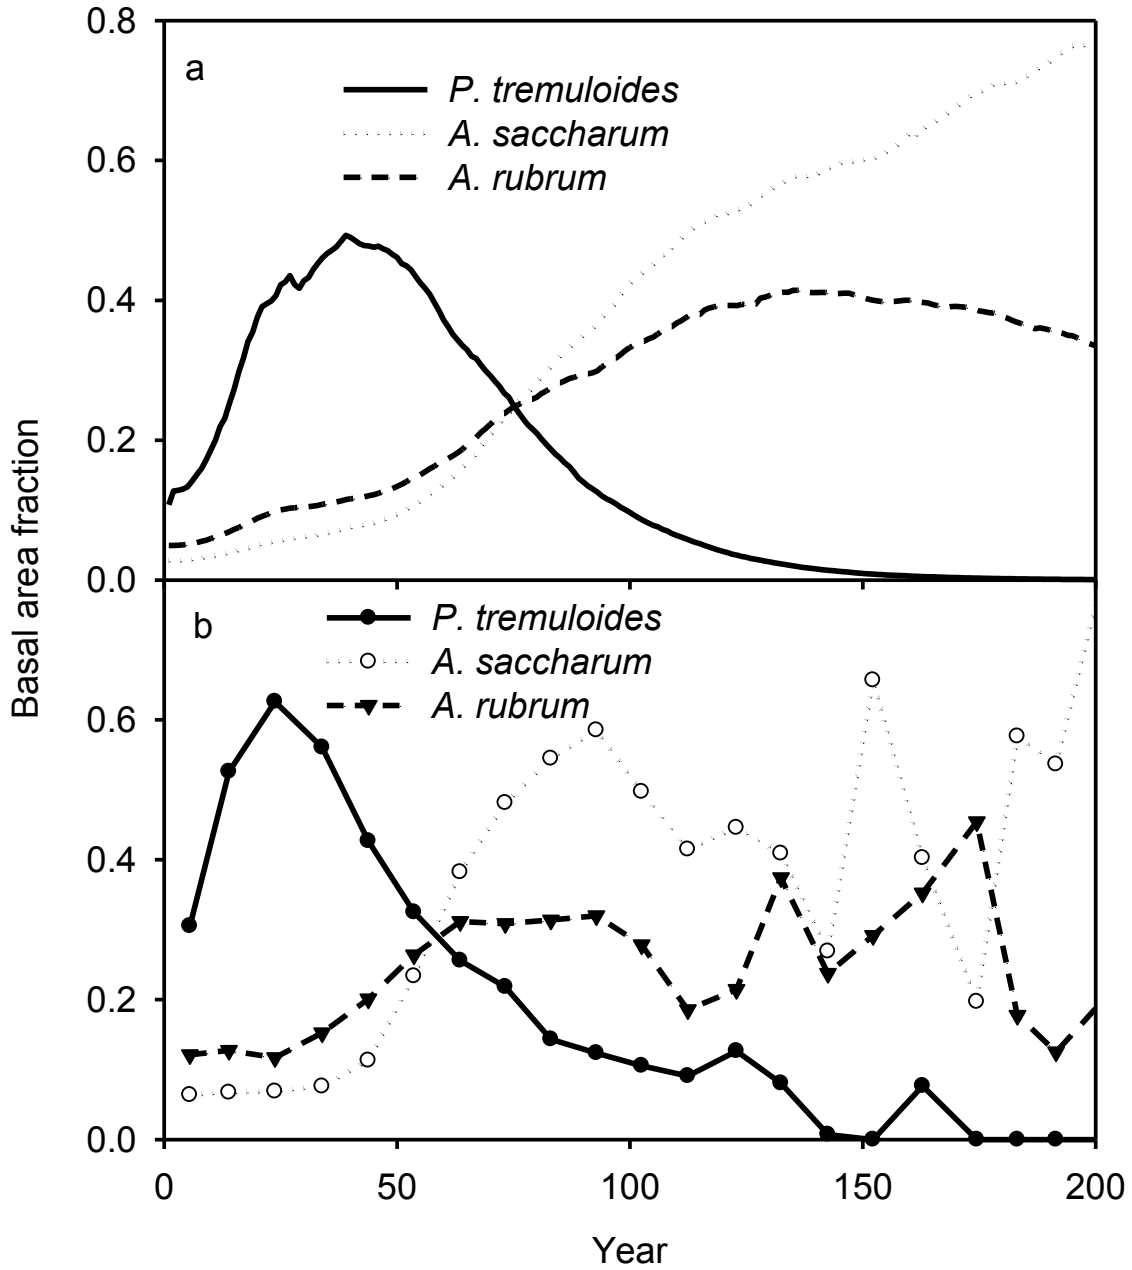 0.8
a
P. tremuloides
A. saccharum
A. rubrum
0.6
0.4
0.2
0.0
Basal area fraction
b
P. tremuloides
A. saccharum
A. rubrum
0.6
0.4
0.2
0.0
0 50 100 150 200
Year